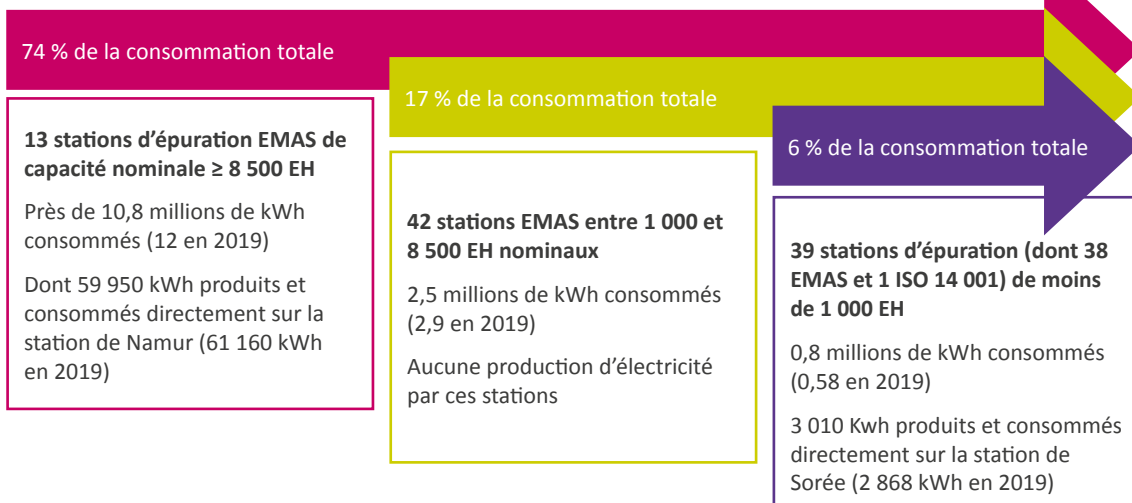 74 % de la consommation totale
13 stations d'épuration EMAS de
capacité nominale ≥ 8 500 EH
Près de 10,8 millions de kWh
consommés (12 en 2019)
Dont 59 950 kWh produits et
consommés directement sur la
station de Namur (61 160 kWh
en 2019)
17 % de la consommation totale
42 stations EMAS entre 1 000 et
8 500 EH nominaux
2,5 millions de kWh consommés
(2,9 en 2019)
Aucune production d'électricité
par ces stations
6 % de la consommation totale
39 stations d'épuration (dont 38
EMAS et 1 ISO 14 001) de moins
de 1 000 EH
0,8 millions de kWh consommés
(0,58 en 2019)
3 010 Kwh produits et consommés
directement sur la station de
Sorée (2 868 kWh en 2019)